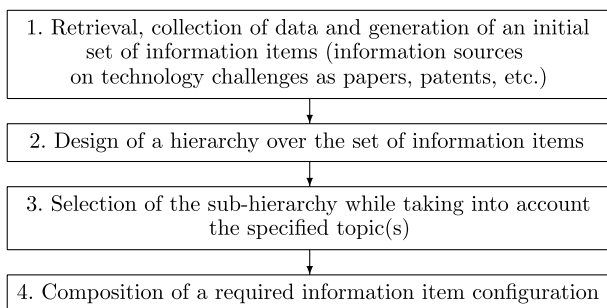 1. Retrieval, collection of data and generation of an initial
set of information items (information sources
on technology challenges as papers, patents, etc.)
2. Design of a hierarchy over the set of information items
3. Selection of the sub-hierarchy while taking into account
the specified topic(s)
4. Composition of a required information item configuration